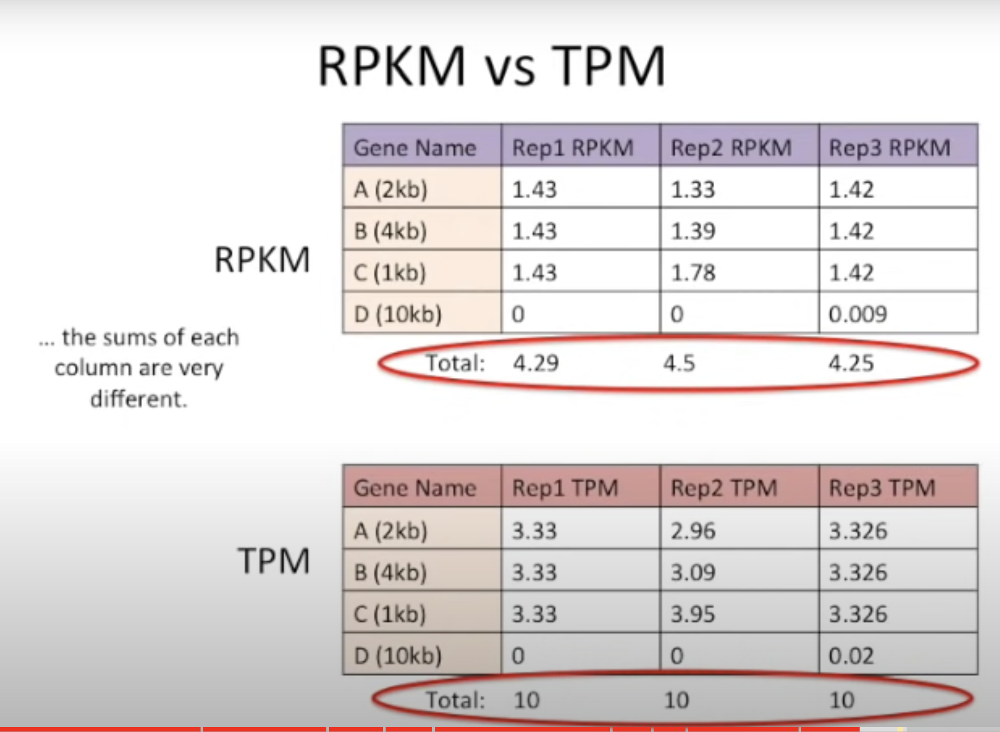 RPKM vs TPM
Gene Name Rep1 RPKM Rep2 RPKM Rep3 RPKM
A (2kb) 1.43 1.33 1.42
B (4kb) 1.43 1.39 1.42
RPKM
C (1kb) 1.43 1.78 1.42
D (10kb) 0 0 0.009
... the sums of each
column are very
different.
Total: 4.29 4.5 4.25
Gene Name Rep1 TPM Rep2 TPM Rep3 TPM
A (2kb) 3.33 2.96 3.326
TPM
B (4kb) 3.33 3.09 3.326
C (1kb) 3.33 3.95 3.326
D (10kb) 0 0 0.02
Total: 10 10 10